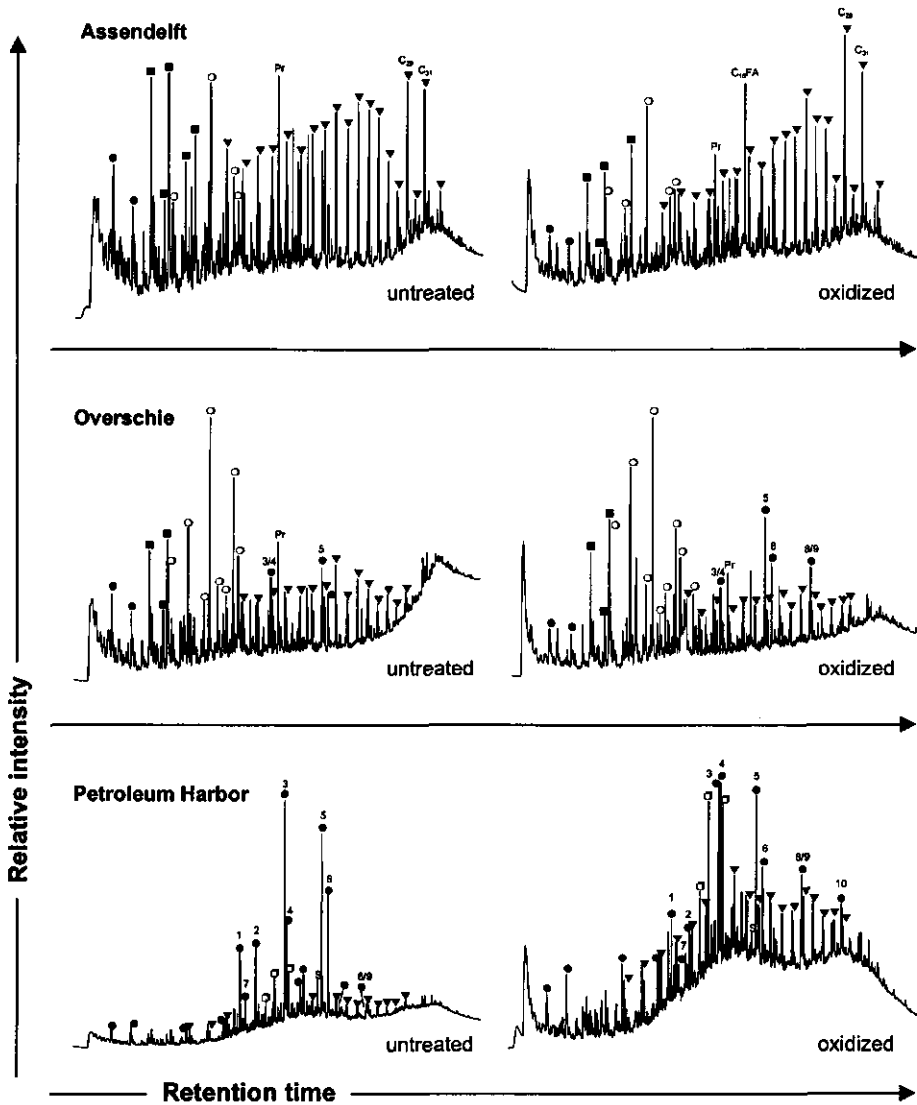 Assendelft
Pr
C₂₉
C₃₁
untreated
C₂₉
C₃₁
C₁₆FA
Pr
oxidized
Overschie
3/4
Pr
5
untreated
3/4
Pr
5
6
8/9
oxidized
Petroleum Harbor
1
7
2
3
4
S
5
6
8/9
untreated
1
7
2
3
4
S
5
6
8/9
10
oxidized
Relative intensity
Retention time